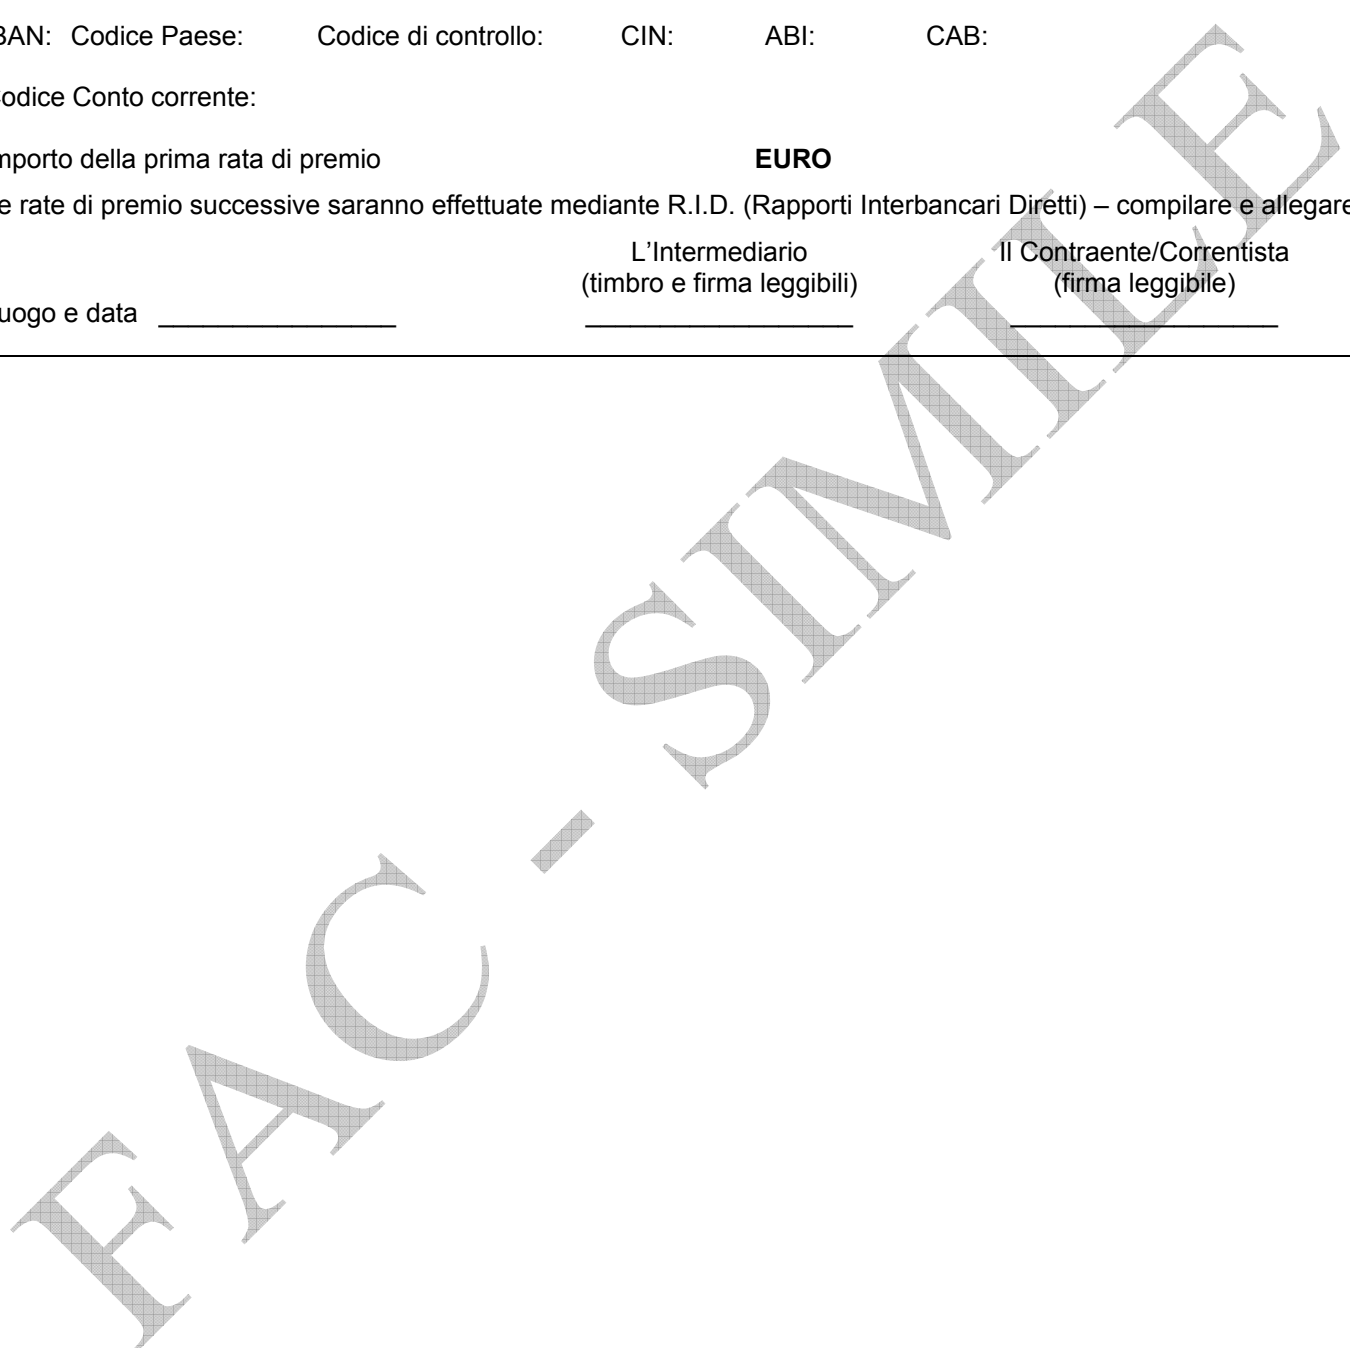 BAN: Codice Paese: Codice di controllo: CIN: ABI: CAB:
odice Conto corrente:
mporto della prima rata di premio EURO
e rate di premio successive saranno effettuate mediante R.I.D. (Rapporti Interbancari Diretti) – compilare e allegare
L'Intermediario Il Contraente/Correntista
(timbro e firma leggibili) (firma leggibile)
uogo e data
FAC - SIMILE